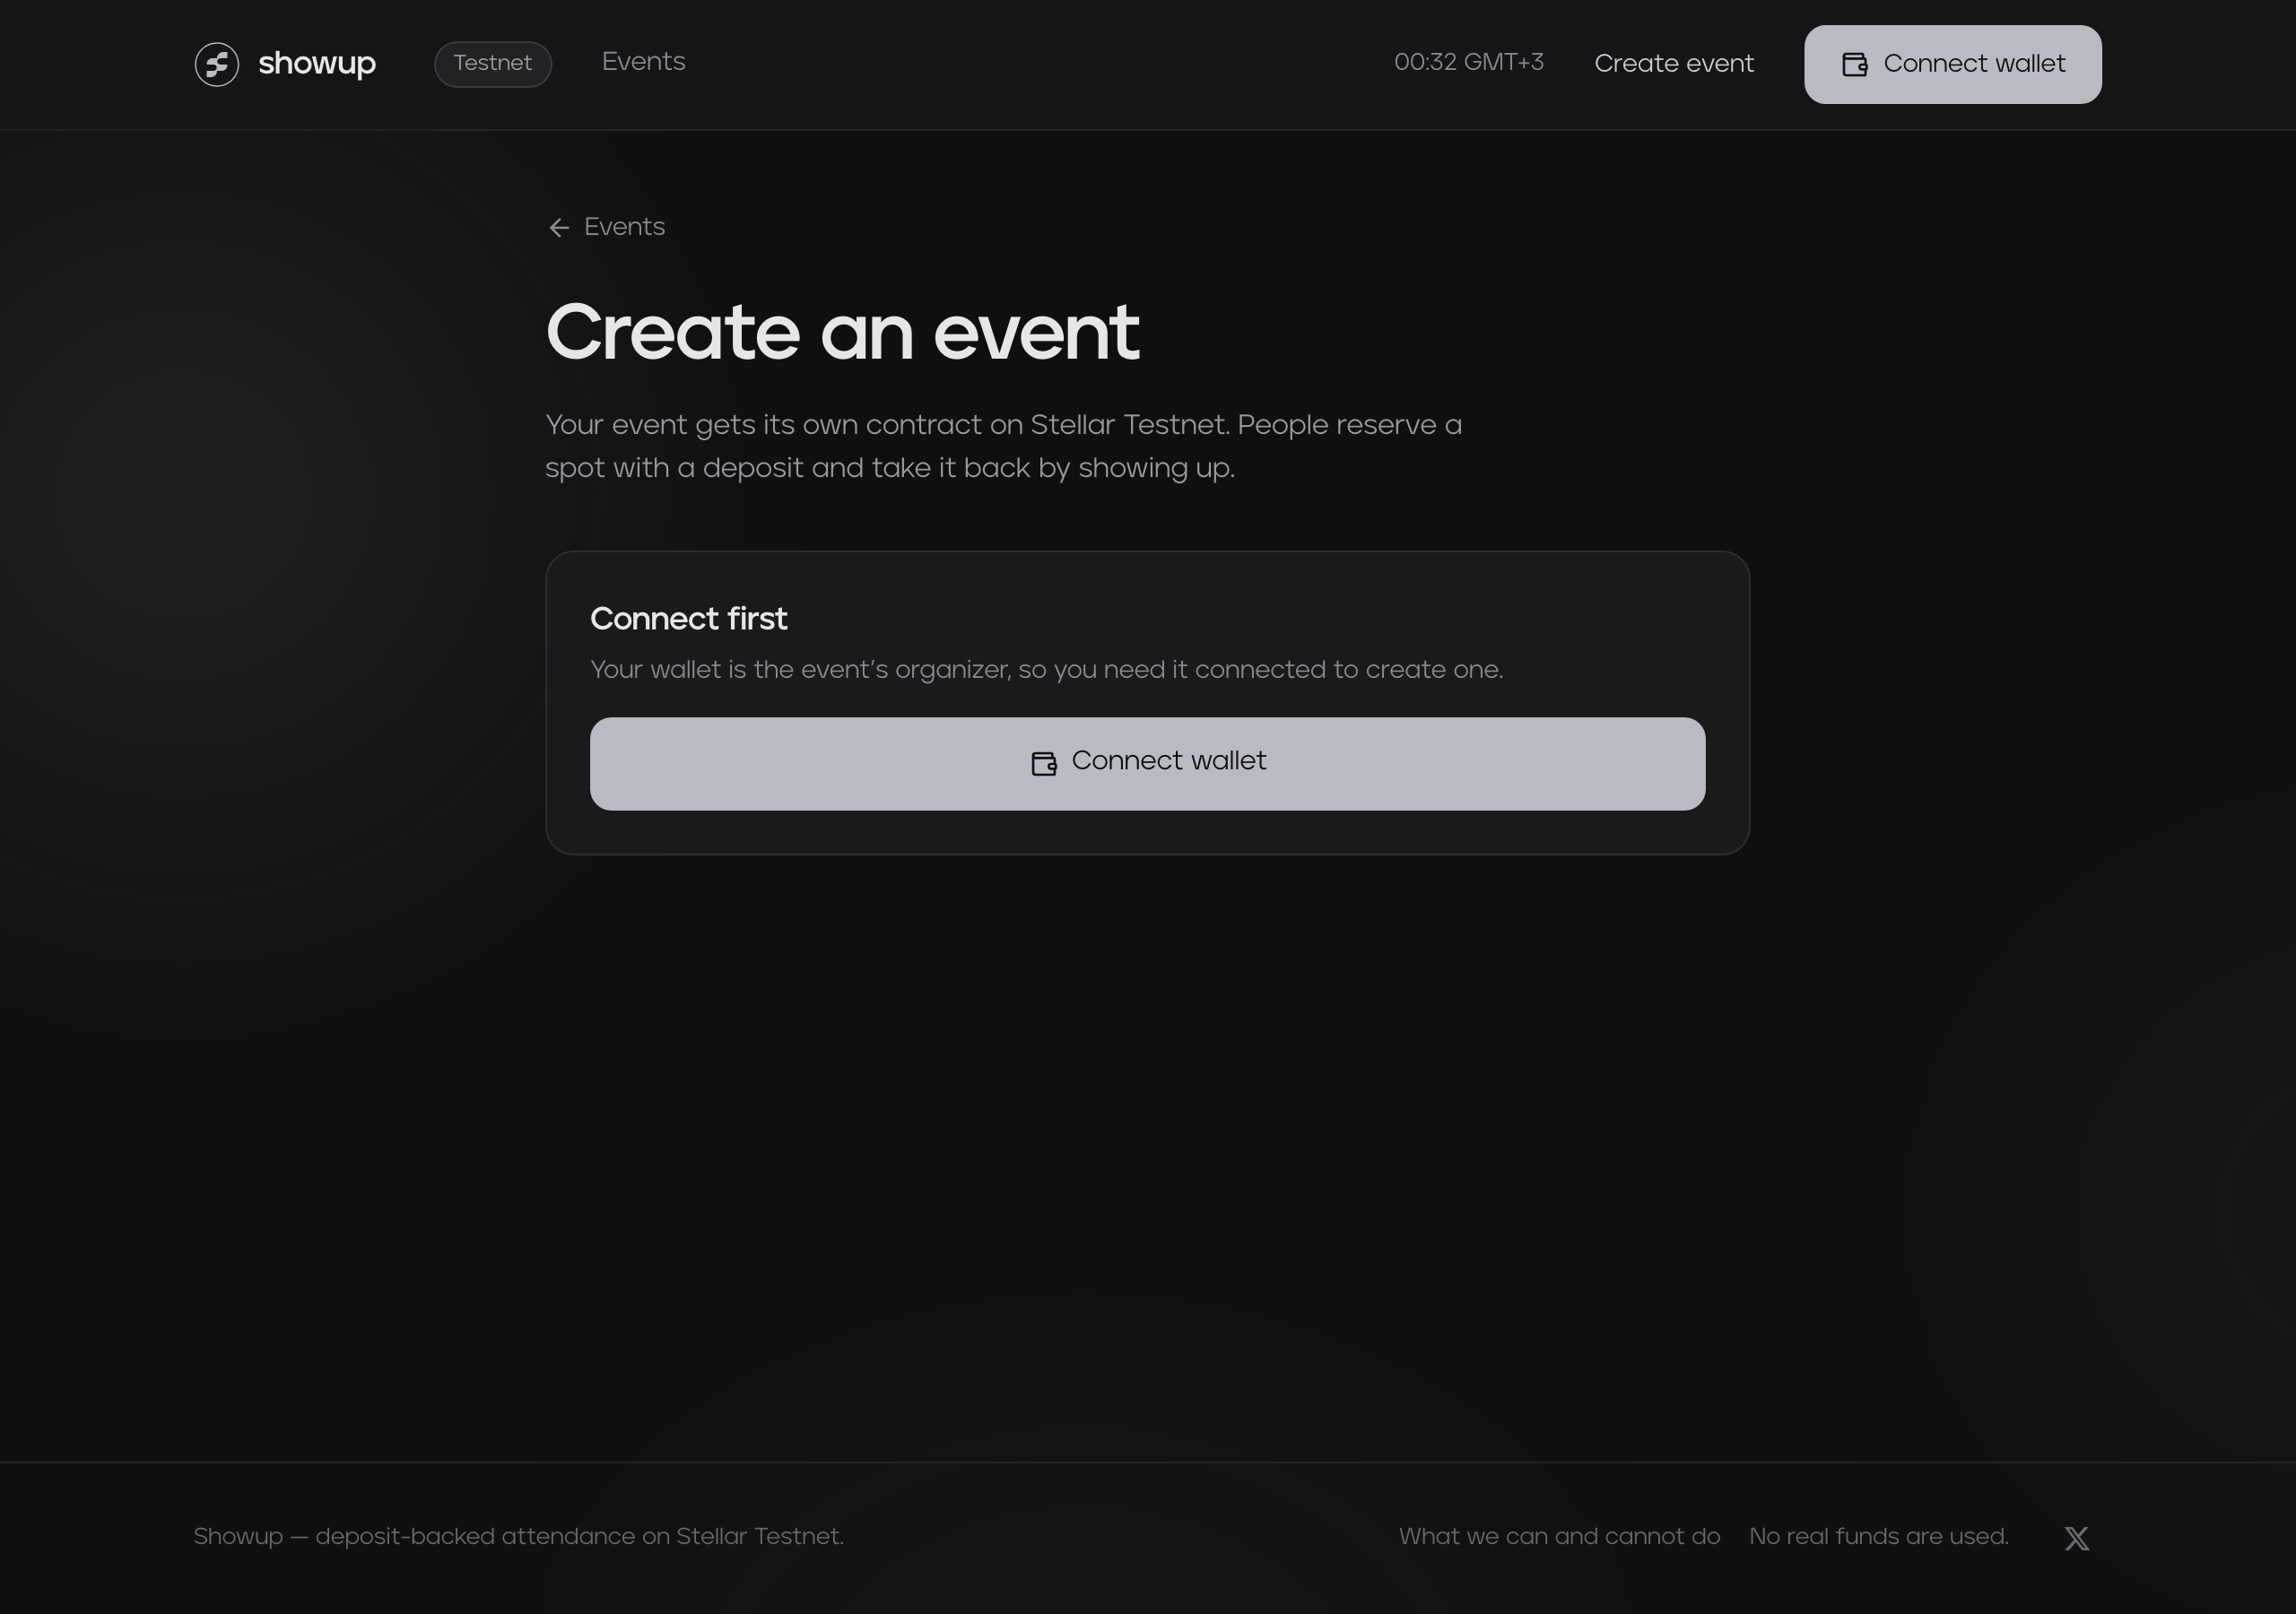 showup
Testnet
Events
00:32 GMT+3
Create event
Connect wallet
Events
Create an event
Your event gets its own contract on Stellar Testnet. People reserve a
spot with a deposit and take it back by showing up.
Connect first
Your wallet is the event’s organizer, so you need it connected to create one.
Connect wallet
Showup — deposit-backed attendance on Stellar Testnet.
What we can and cannot do
No real funds are used.